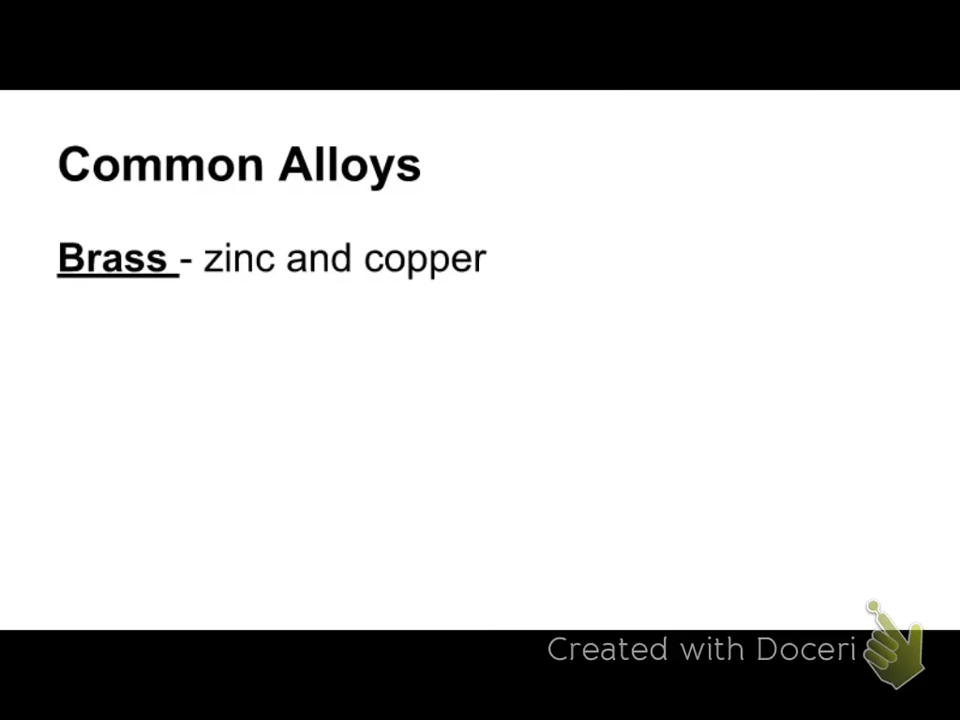 Common Alloys
Brass - zinc and copper
Created with Doceri